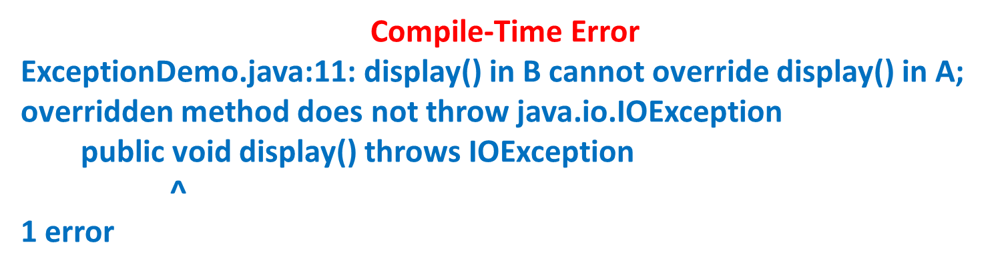 Compile-Time Error
ExceptionDemo.java:11: display() in B cannot override display() in A;
overridden method does not throw java.io.IOException
public void display() throws IOException
^
1 error